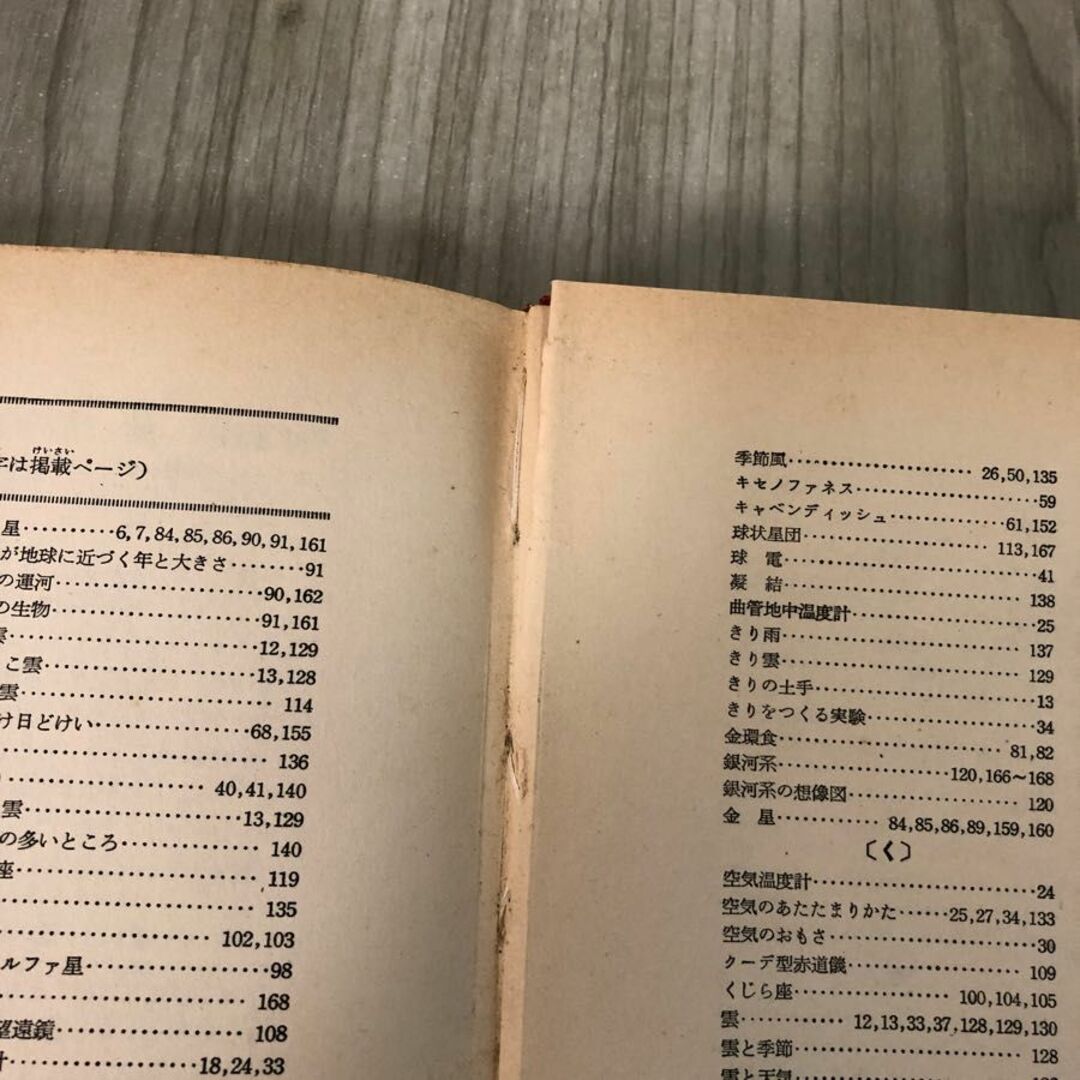 けいさい
字は掲載ページ)
星··········6,7,84,85,86,90,91,161
が地球に近づく年と大きさ········91
の運河··················90,162
の生物····················91,161
雲························12,129
こ雲····················13,128
雲························114
け日どけい···············68,155
························136
···················40,41,140
雲······················13,129
の多いところ·············140
座·······················119
························135
····················102,103
ルファ星·················98
························168
望遠鏡···················108
計··················18,24,33
季節風····················26,50,135
キセノファネス··················59
キャベンディッシュ·············61,152
球状星団···················113,167
球 電·························41
凝 結·······················138
曲管地中温度計·················25
きり雨······················137
きり雲······················129
きりの土手····················13
きりをつくる実験···············34
金環食····················81,82
銀河系·················120,166~168
銀河系の想像図················120
金 星··········84,85,86,89,159,160
〔く〕
空気温度計····················24
空気のあたたまりかた······25,27,34,133
空気のおもさ··················30
クーデ型赤道儀················109
くじら座···············100,104,105
雲············12,13,33,37,128,129,130
雲と季節·····················128
雲と天気